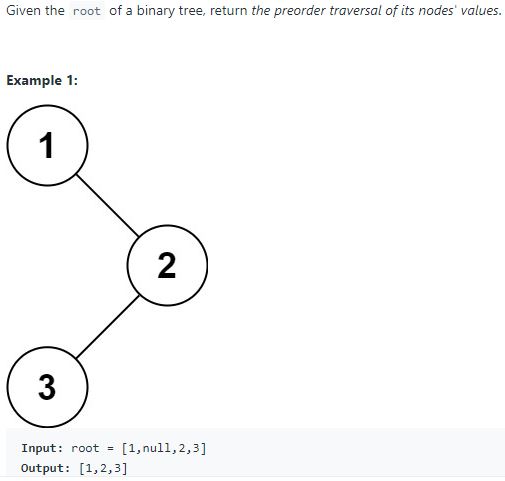 Given the root of a binary tree, return the preorder traversal of its nodes' values.
Example 1:
1
2
3
Input: root = [1,null,2,3]
Output: [1,2,3]